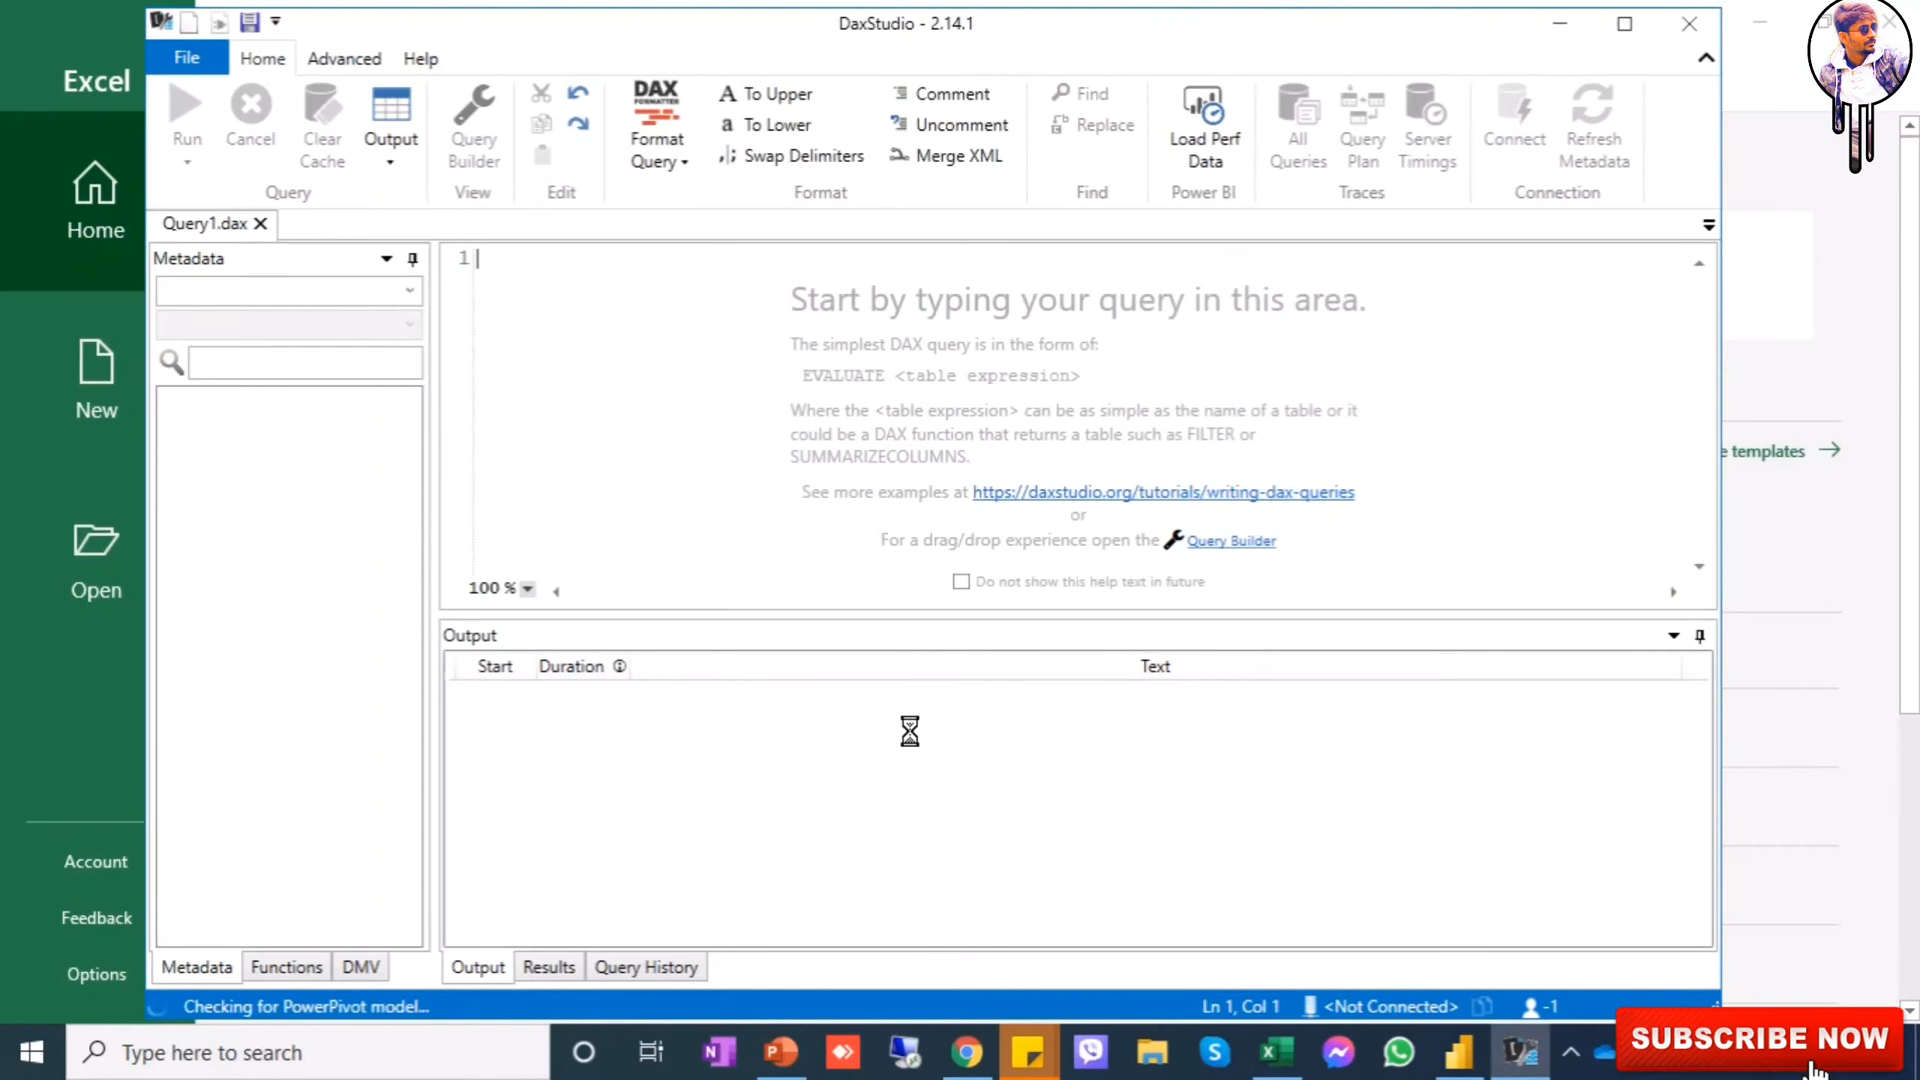 DaxStudio - 2.14.1
File
Home
Advanced
Help
Excel
Run
Cancel
Clear
Cache
Output
Query
Query
Builder
View
Edit
DAX
FORMATTER
Format
Query
A To Upper
a To Lower
Swap Delimiters
Comment
Uncomment
Merge XML
Format
Find
Replace
Find
Load Perf
Data
Power BI
All
Queries
Query
Plan
Server
Timings
Traces
Connect
Refresh
Metadata
Connection
Home
New
Open
Account
Feedback
Options
Query1.dax
Metadata
1
Start by typing your query in this area.
The simplest DAX query is in the form of:
EVALUATE <table expression>
Where the <table expression> can be as simple as the name of a table or it
could be a DAX function that returns a table such as FILTER or
SUMMARIZECOLUMNS.
See more examples at https://daxstudio.org/tutorials/writing-dax-queries
or
For a drag/drop experience open the Query Builder
Do not show this help text in future
100 %
e templates
Output
Start
Duration
Text
Metadata
Functions
DMV
Output
Results
Query History
Checking for PowerPivot model...
Ln 1, Col 1
<Not Connected>
-1
Type here to search
SUBSCRIBE NOW